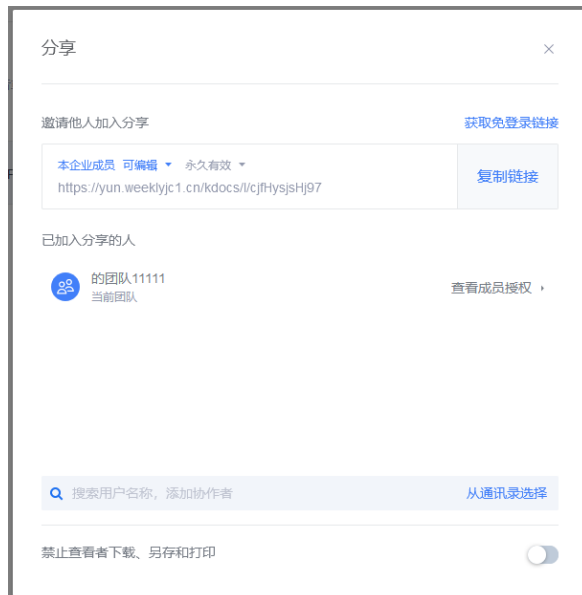 分享
邀请他人加入分享
获取免登录链接
本企业成员 可编辑 永久有效
https://yun.weeklyjc1.cn/kdocs/l/cjfHysjsHj97
复制链接
已加入分享的人
的团队11111
当前团队
查看成员授权
搜索用户名称，添加协作者
从通讯录选择
禁止查看者下载、另存和打印